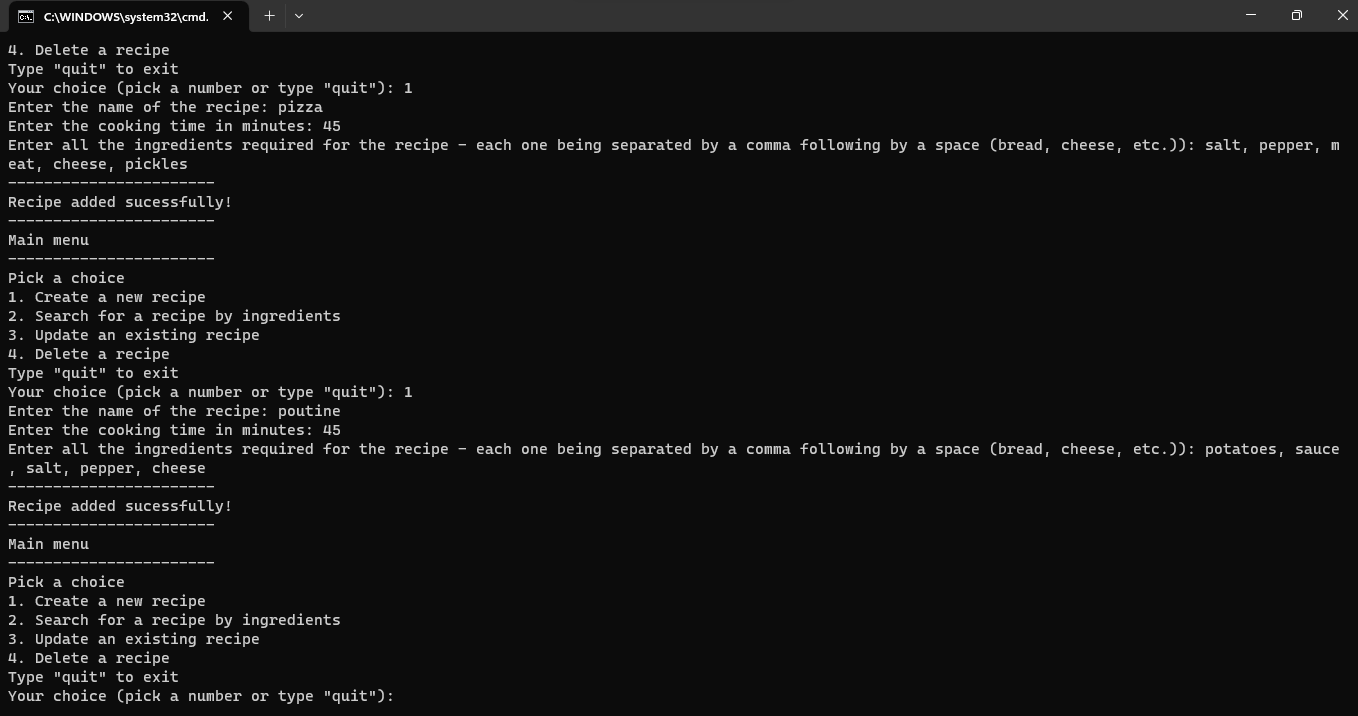 C:\WINDOWS\system32\cmd.
4. Delete a recipe
Type "quit" to exit
Your choice (pick a number or type "quit"): 1
Enter the name of the recipe: pizza
Enter the cooking time in minutes: 45
Enter all the ingredients required for the recipe - each one being separated by a comma following by a space (bread, cheese, etc.)): salt, pepper, m
eat, cheese, pickles
-----------------------
Recipe added sucessfully!
-----------------------
Main menu
-----------------------
Pick a choice
1. Create a new recipe
2. Search for a recipe by ingredients
3. Update an existing recipe
4. Delete a recipe
Type "quit" to exit
Your choice (pick a number or type "quit"): 1
Enter the name of the recipe: poutine
Enter the cooking time in minutes: 45
Enter all the ingredients required for the recipe - each one being separated by a comma following by a space (bread, cheese, etc.)): potatoes, sauce
, salt, pepper, cheese
-----------------------
Recipe added sucessfully!
-----------------------
Main menu
-----------------------
Pick a choice
1. Create a new recipe
2. Search for a recipe by ingredients
3. Update an existing recipe
4. Delete a recipe
Type "quit" to exit
Your choice (pick a number or type "quit"):